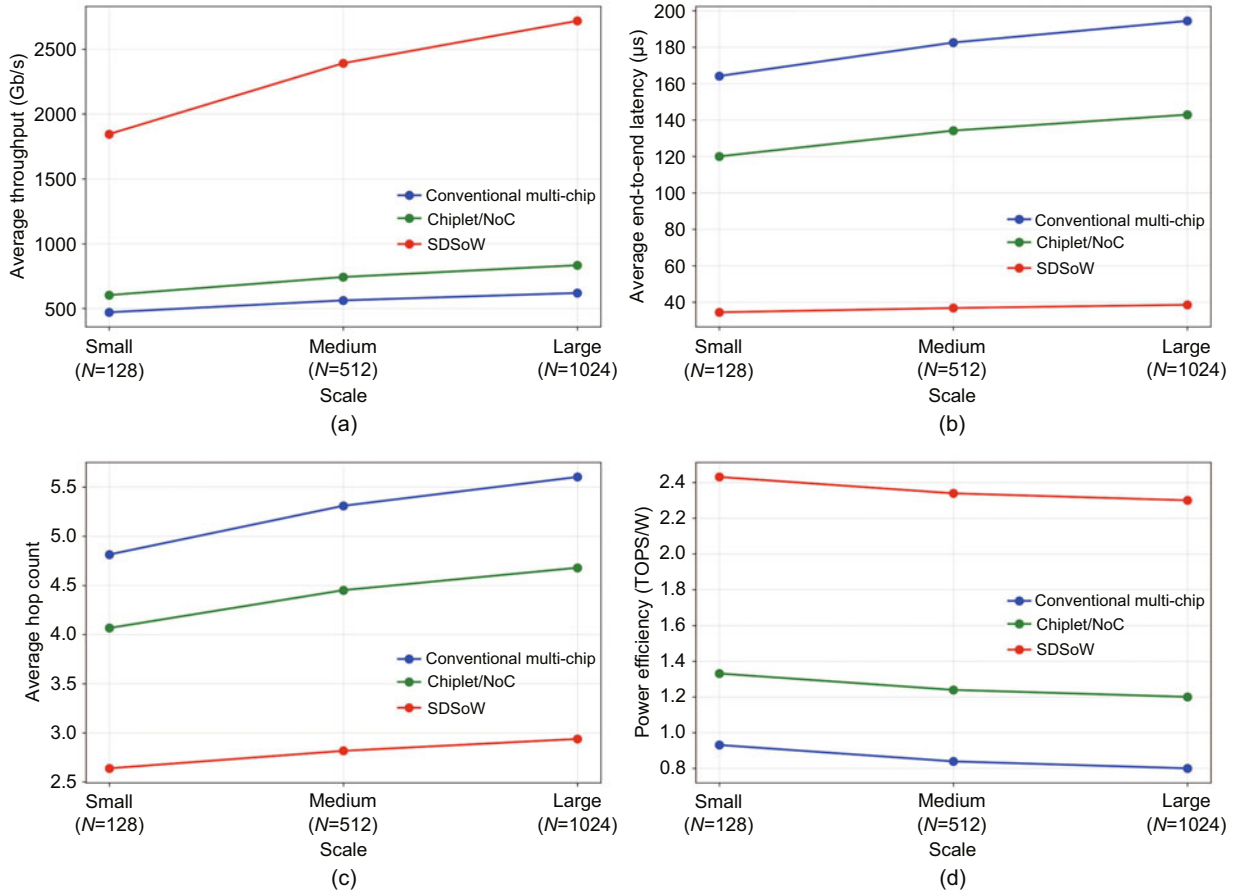 Average throughput (Gb/s)
2500
2000
1500
1000
500
Conventional multi-chip
Chiplet/NoC
SDSoW
Small
(N=128)
Medium
(N=512)
Large
(N=1024)
Scale
(a)
Average end-to-end latency (μs)
200
180
160
140
120
100
80
60
40
Conventional multi-chip
Chiplet/NoC
SDSoW
Small
(N=128)
Medium
(N=512)
Large
(N=1024)
Scale
(b)
Average hop count
5.5
5.0
4.5
4.0
3.5
3.0
2.5
Conventional multi-chip
Chiplet/NoC
SDSoW
Small
(N=128)
Medium
(N=512)
Large
(N=1024)
Scale
(c)
Power efficiency (TOPS/W)
2.4
2.2
2.0
1.8
1.6
1.4
1.2
1.0
0.8
Conventional multi-chip
Chiplet/NoC
SDSoW
Small
(N=128)
Medium
(N=512)
Large
(N=1024)
Scale
(d)